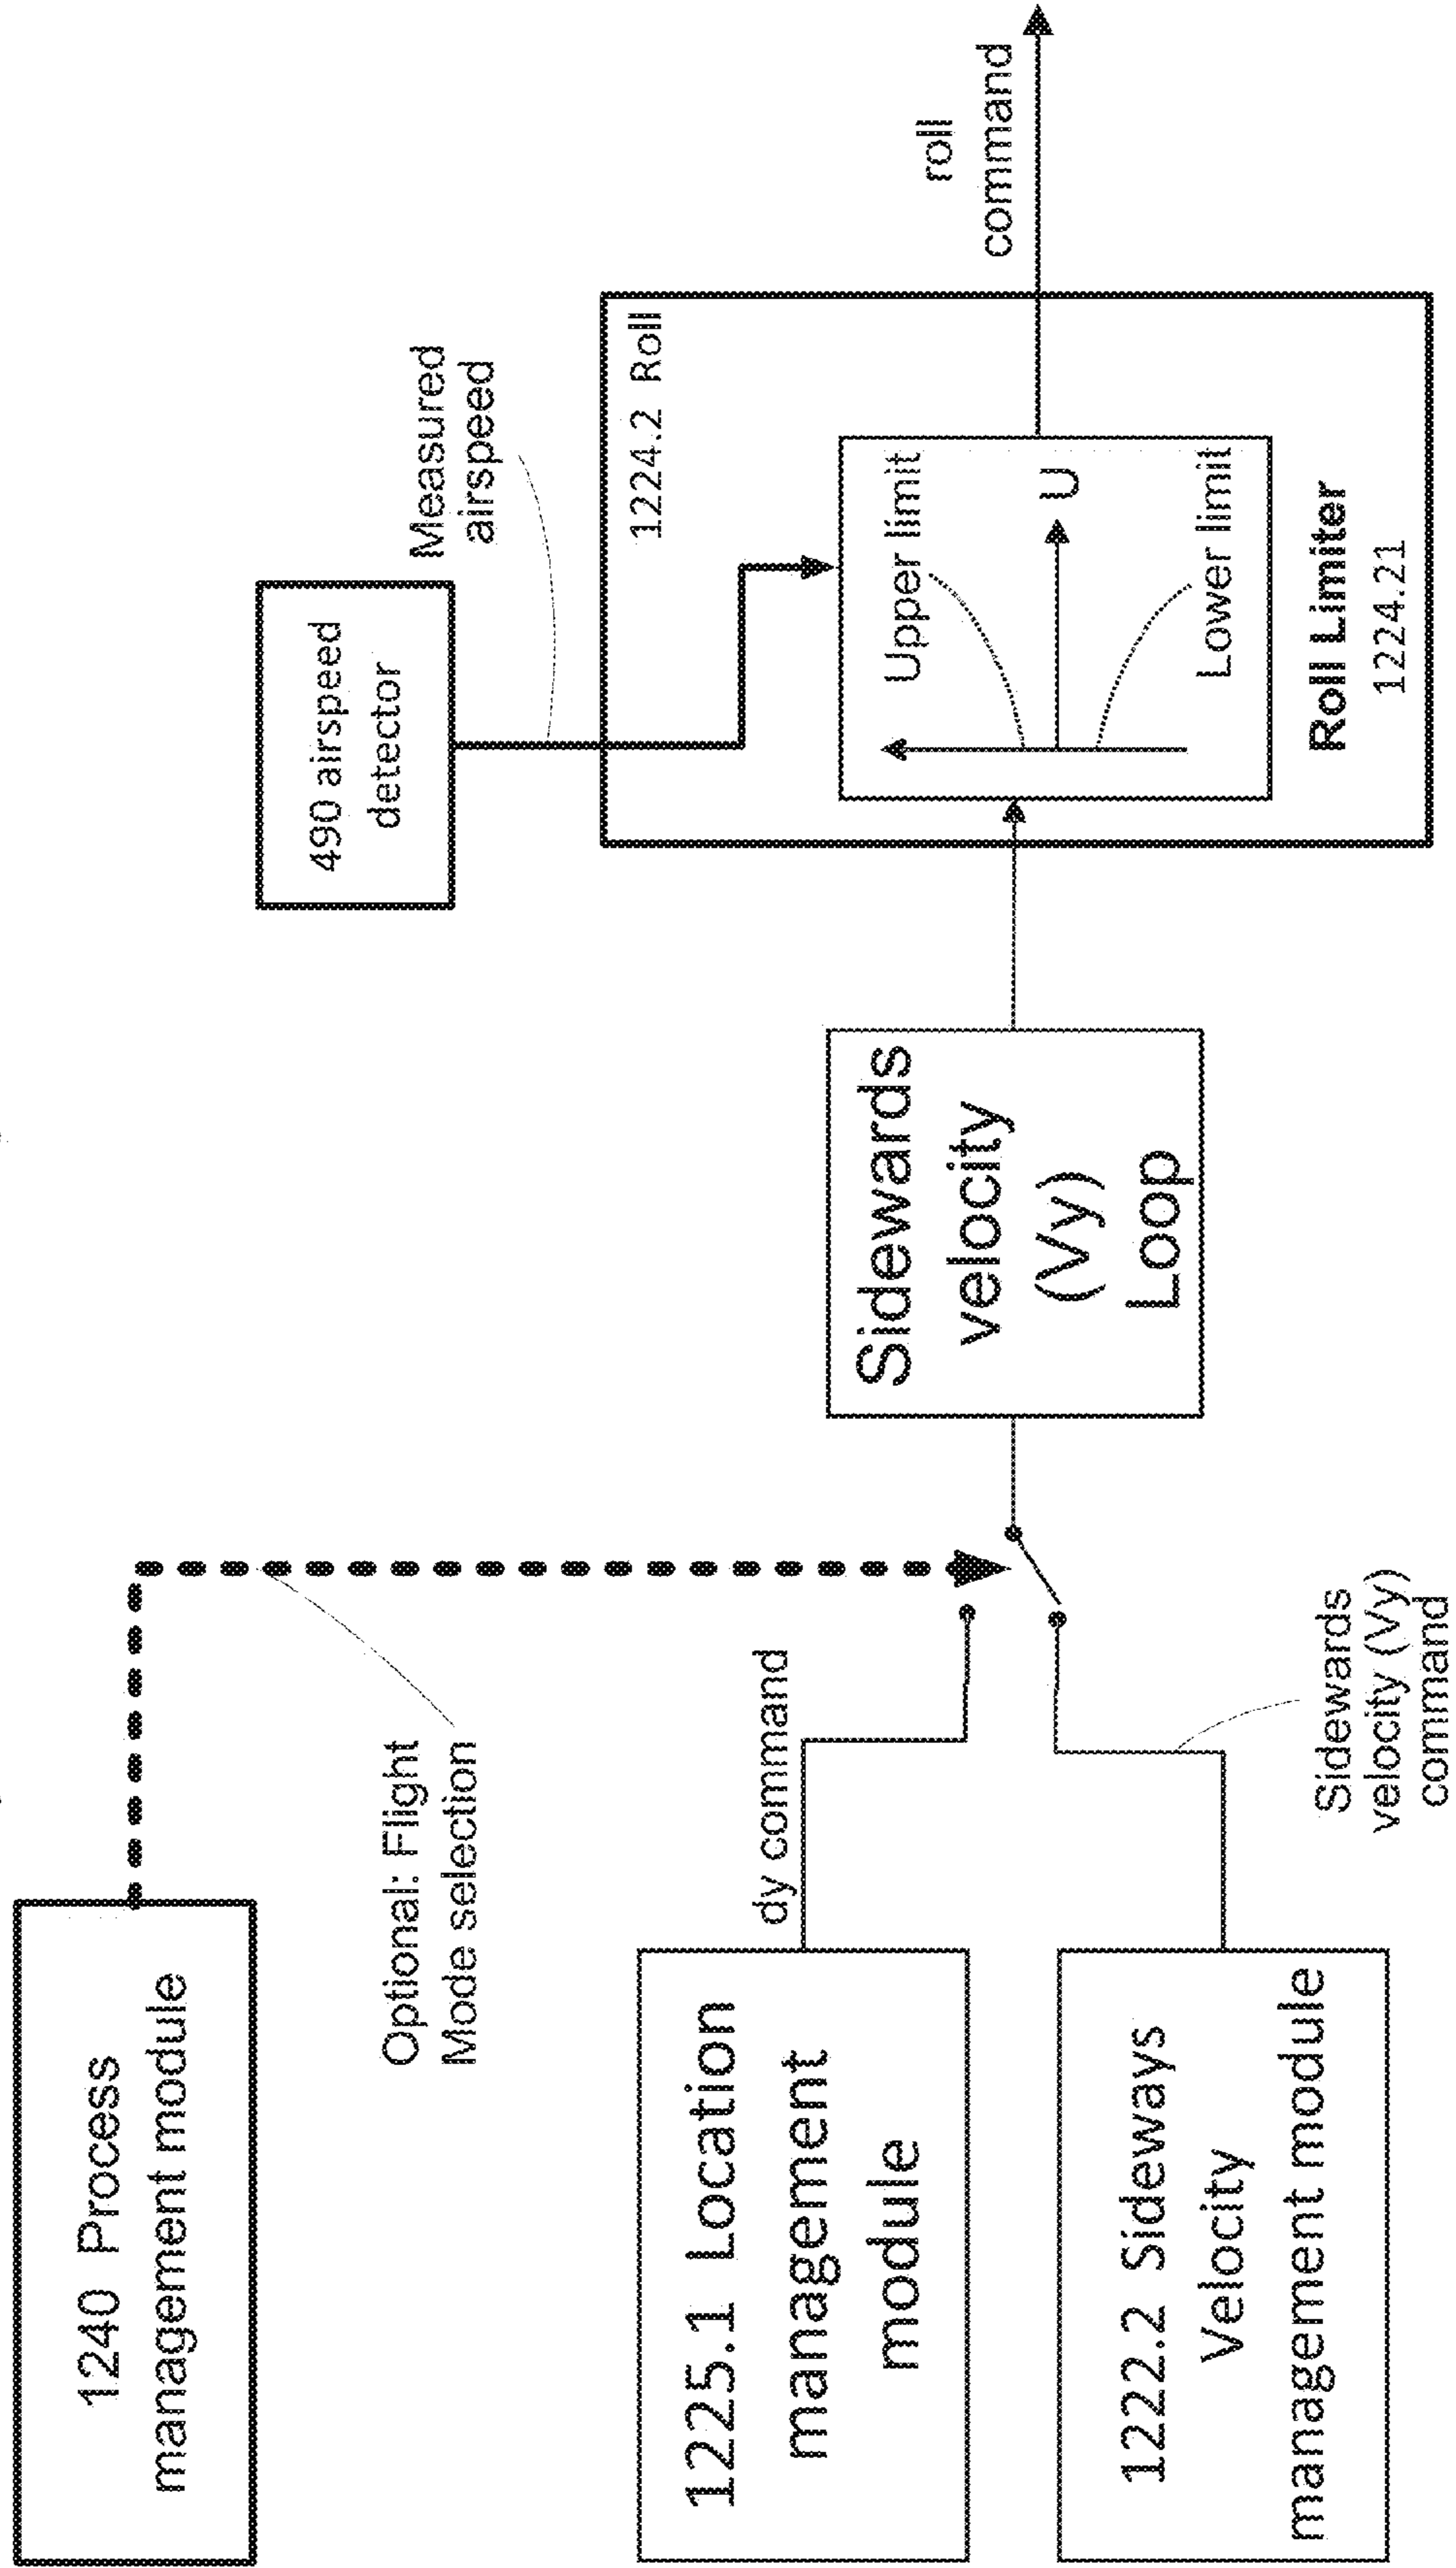 1240 Process
management module
Optional: Flight
Mode selection
1225.1 Location
management
module
dy command
1222.2 Sideways
Velocity
management module
Sidewards
velocity (Vy)
command
Sidewards
velocity
(Vy)
Loop
490 airspeed
detector
Measured
airspeed
1224.2 Roll
Upper limit
U
Lower limit
Roll Limiter
1224.21
roll
command